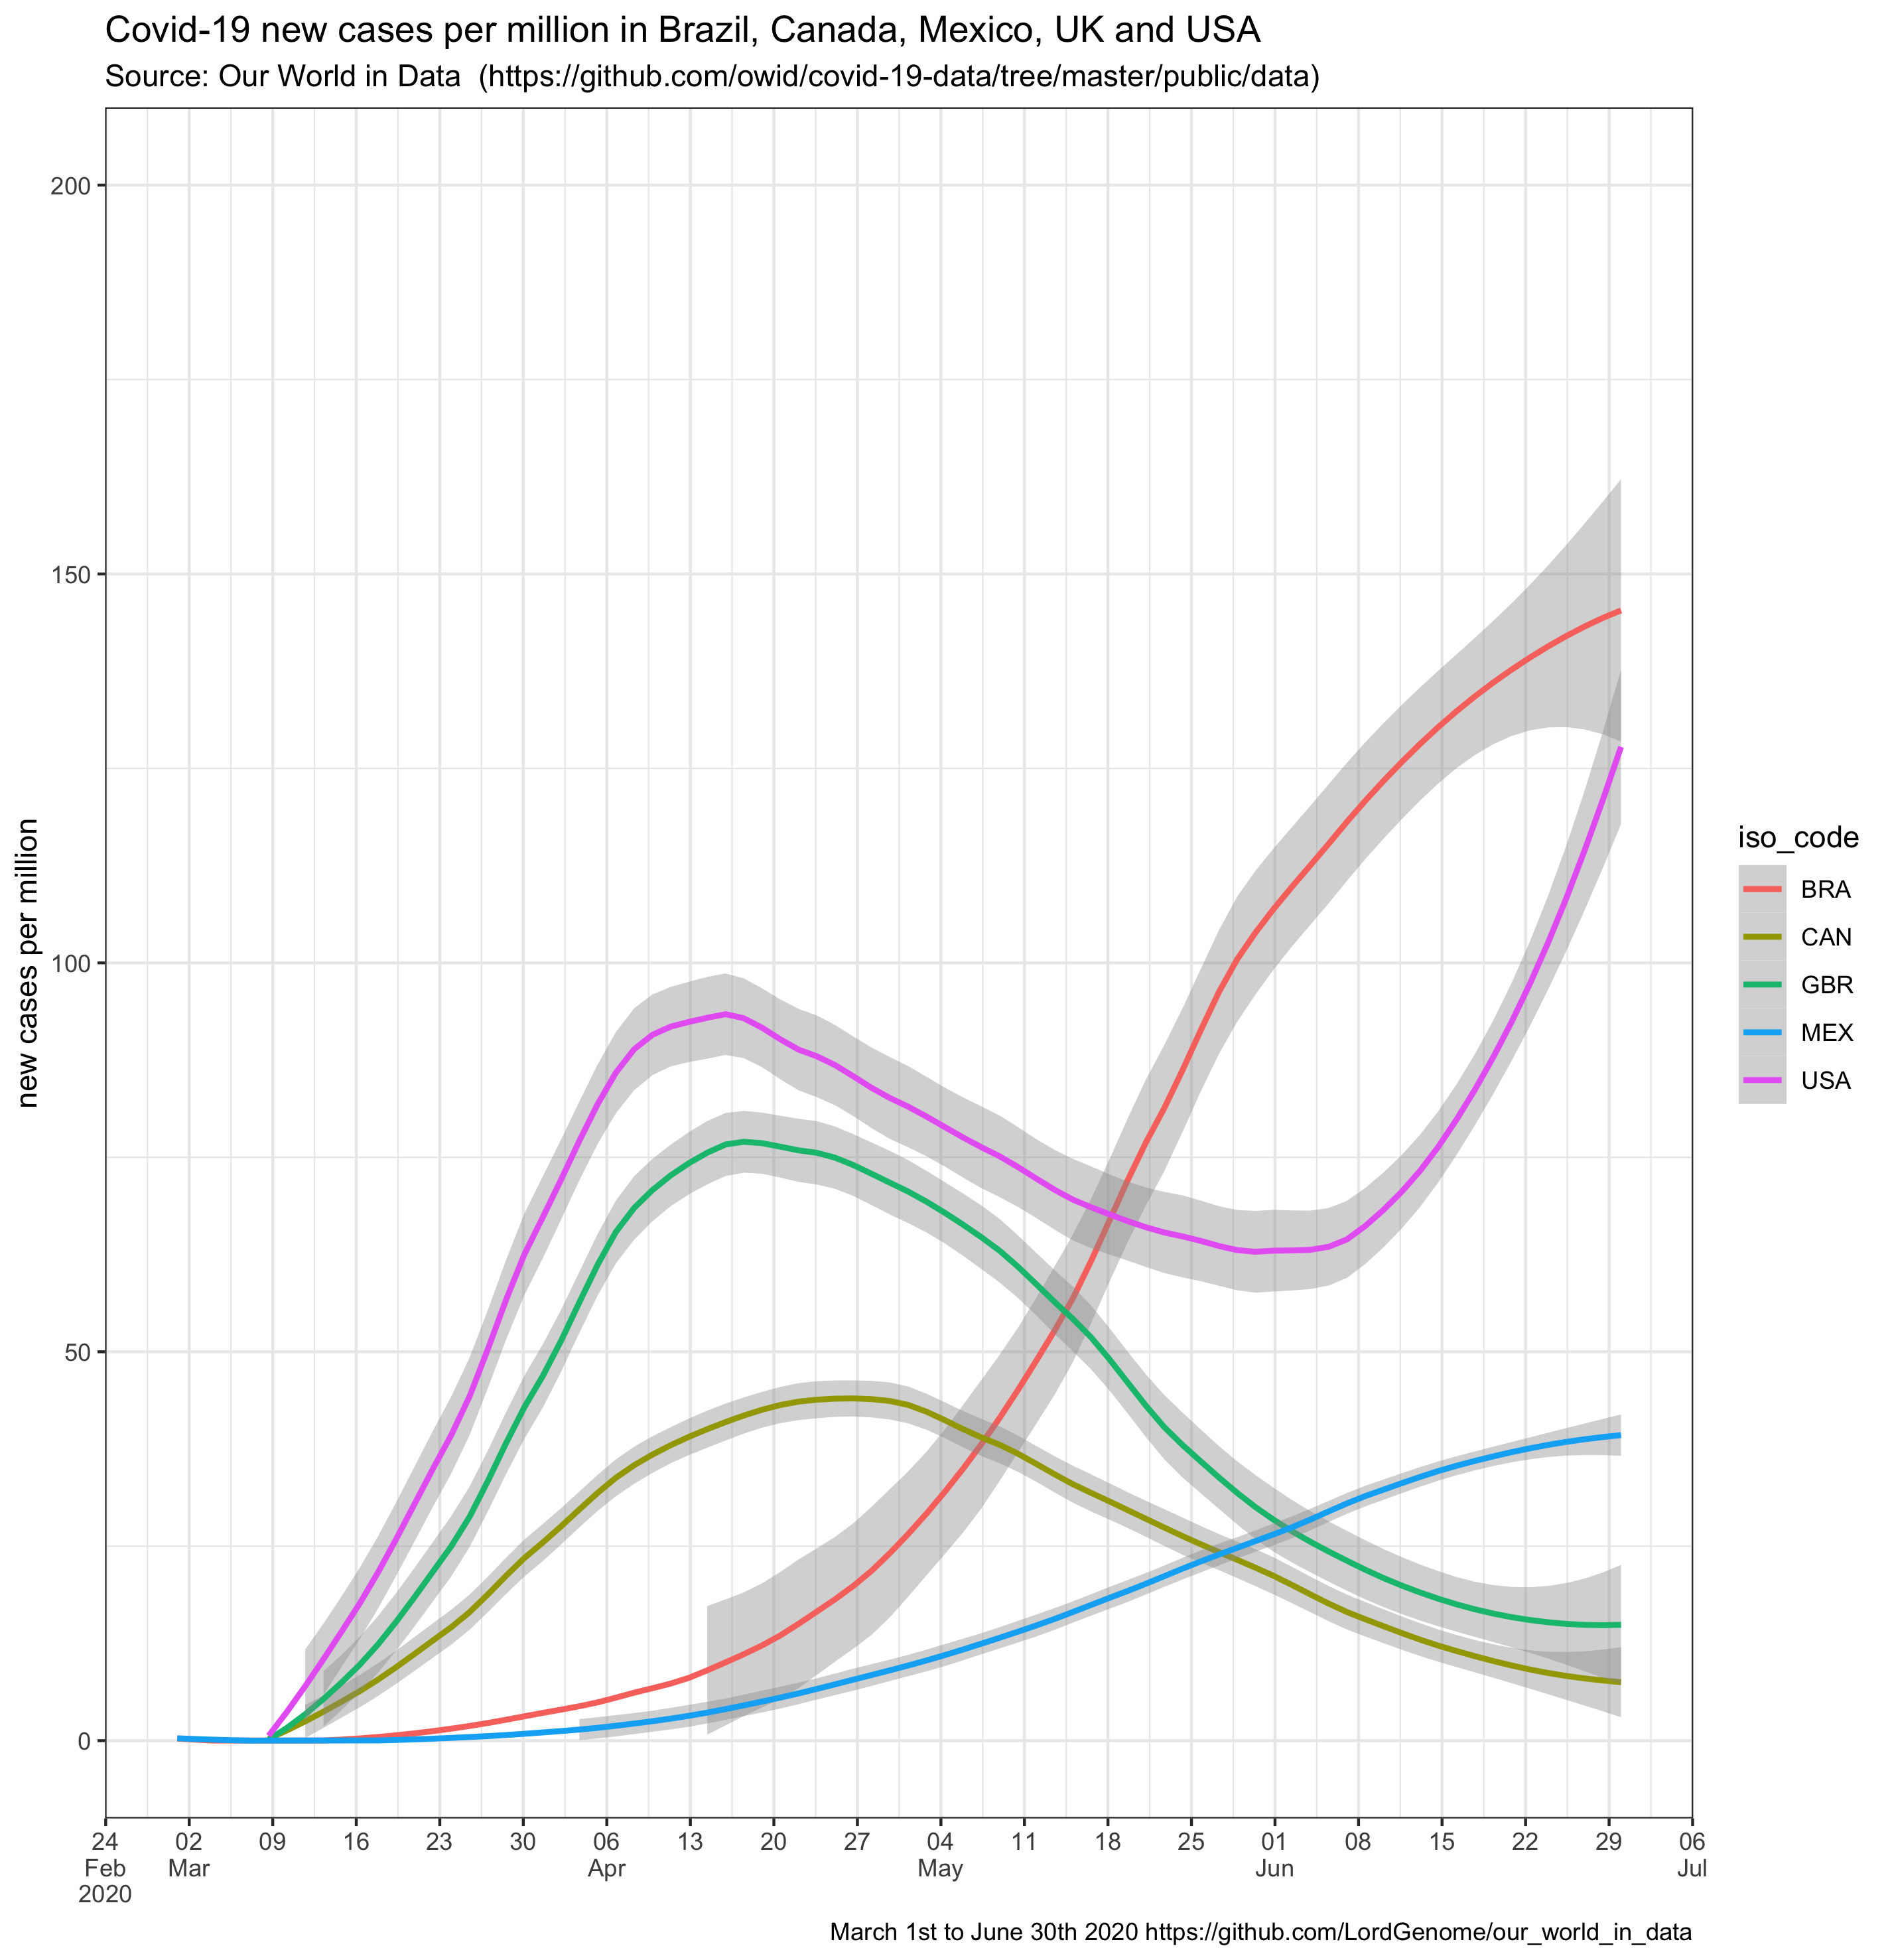 Covid-19 new cases per million in Brazil, Canada, Mexico, UK and USA
Source: Our World in Data  (https://github.com/owid/covid-19-data/tree/master/public/data)
200
150
100
50
0
new cases per million
iso_code
BRA
CAN
GBR
MEX
USA
24 02 09 16 23 30 06 13 20 27 04 11 18 25 01 08 15 22 29 06
Feb Mar Apr May Jun Jul
2020
March 1st to June 30th 2020 https://github.com/LordGenome/our_world_in_data